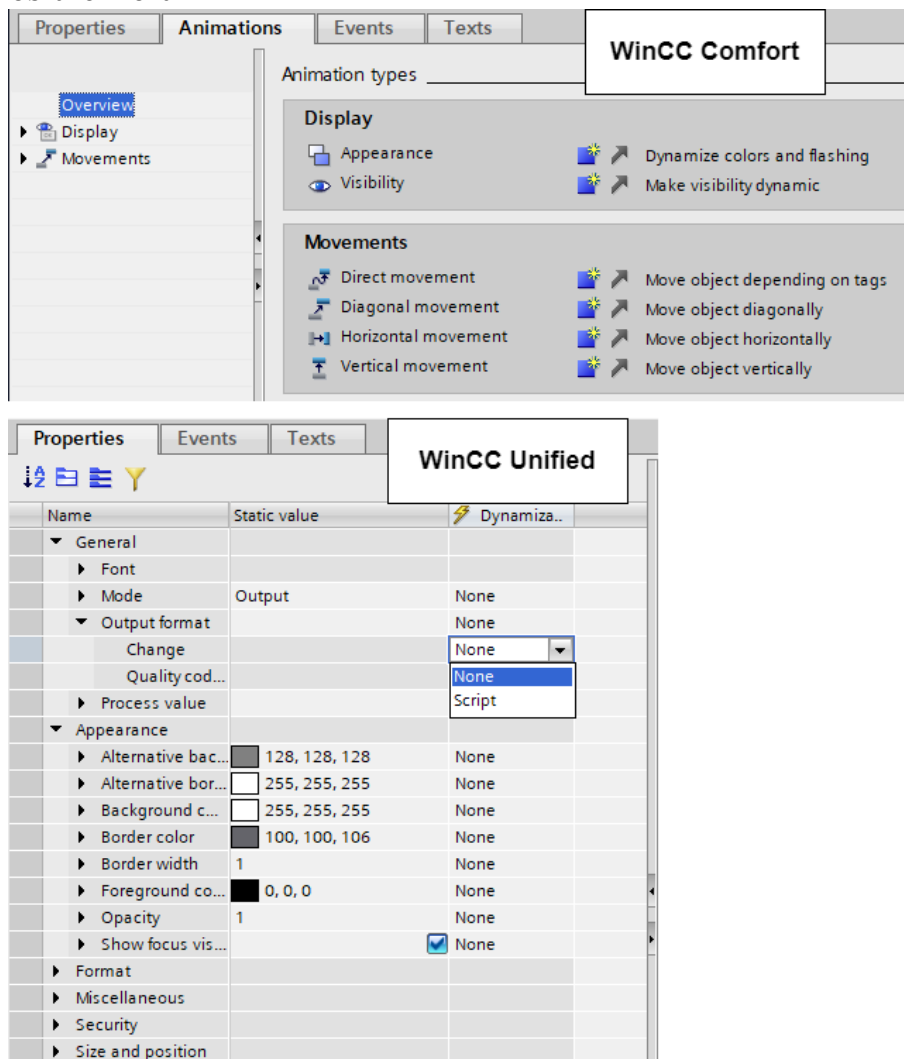 Properties Animations Events Texts
WinCC Comfort
Animation types
Overview
Display
Movements
Display
Appearance Dynamize colors and flashing
Visibility Make visibility dynamic
Movements
Direct movement Move object depending on tags
Diagonal movement Move object diagonally
Horizontal movement Move object horizontally
Vertical movement Move object vertically
Properties Events Texts
WinCC Unified
Name Static value Dynamiza..
General
Font
Mode Output None
Output format None
Change None
Quality cod... None
Process value Script
Appearance
Alternative bac... 128, 128, 128 None
Alternative bor... 255, 255, 255 None
Background c... 255, 255, 255 None
Border color 100, 100, 106 None
Border width 1 None
Foreground co... 0, 0, 0 None
Opacity 1 None
Show focus vis... None
Format
Miscellaneous
Security
Size and position